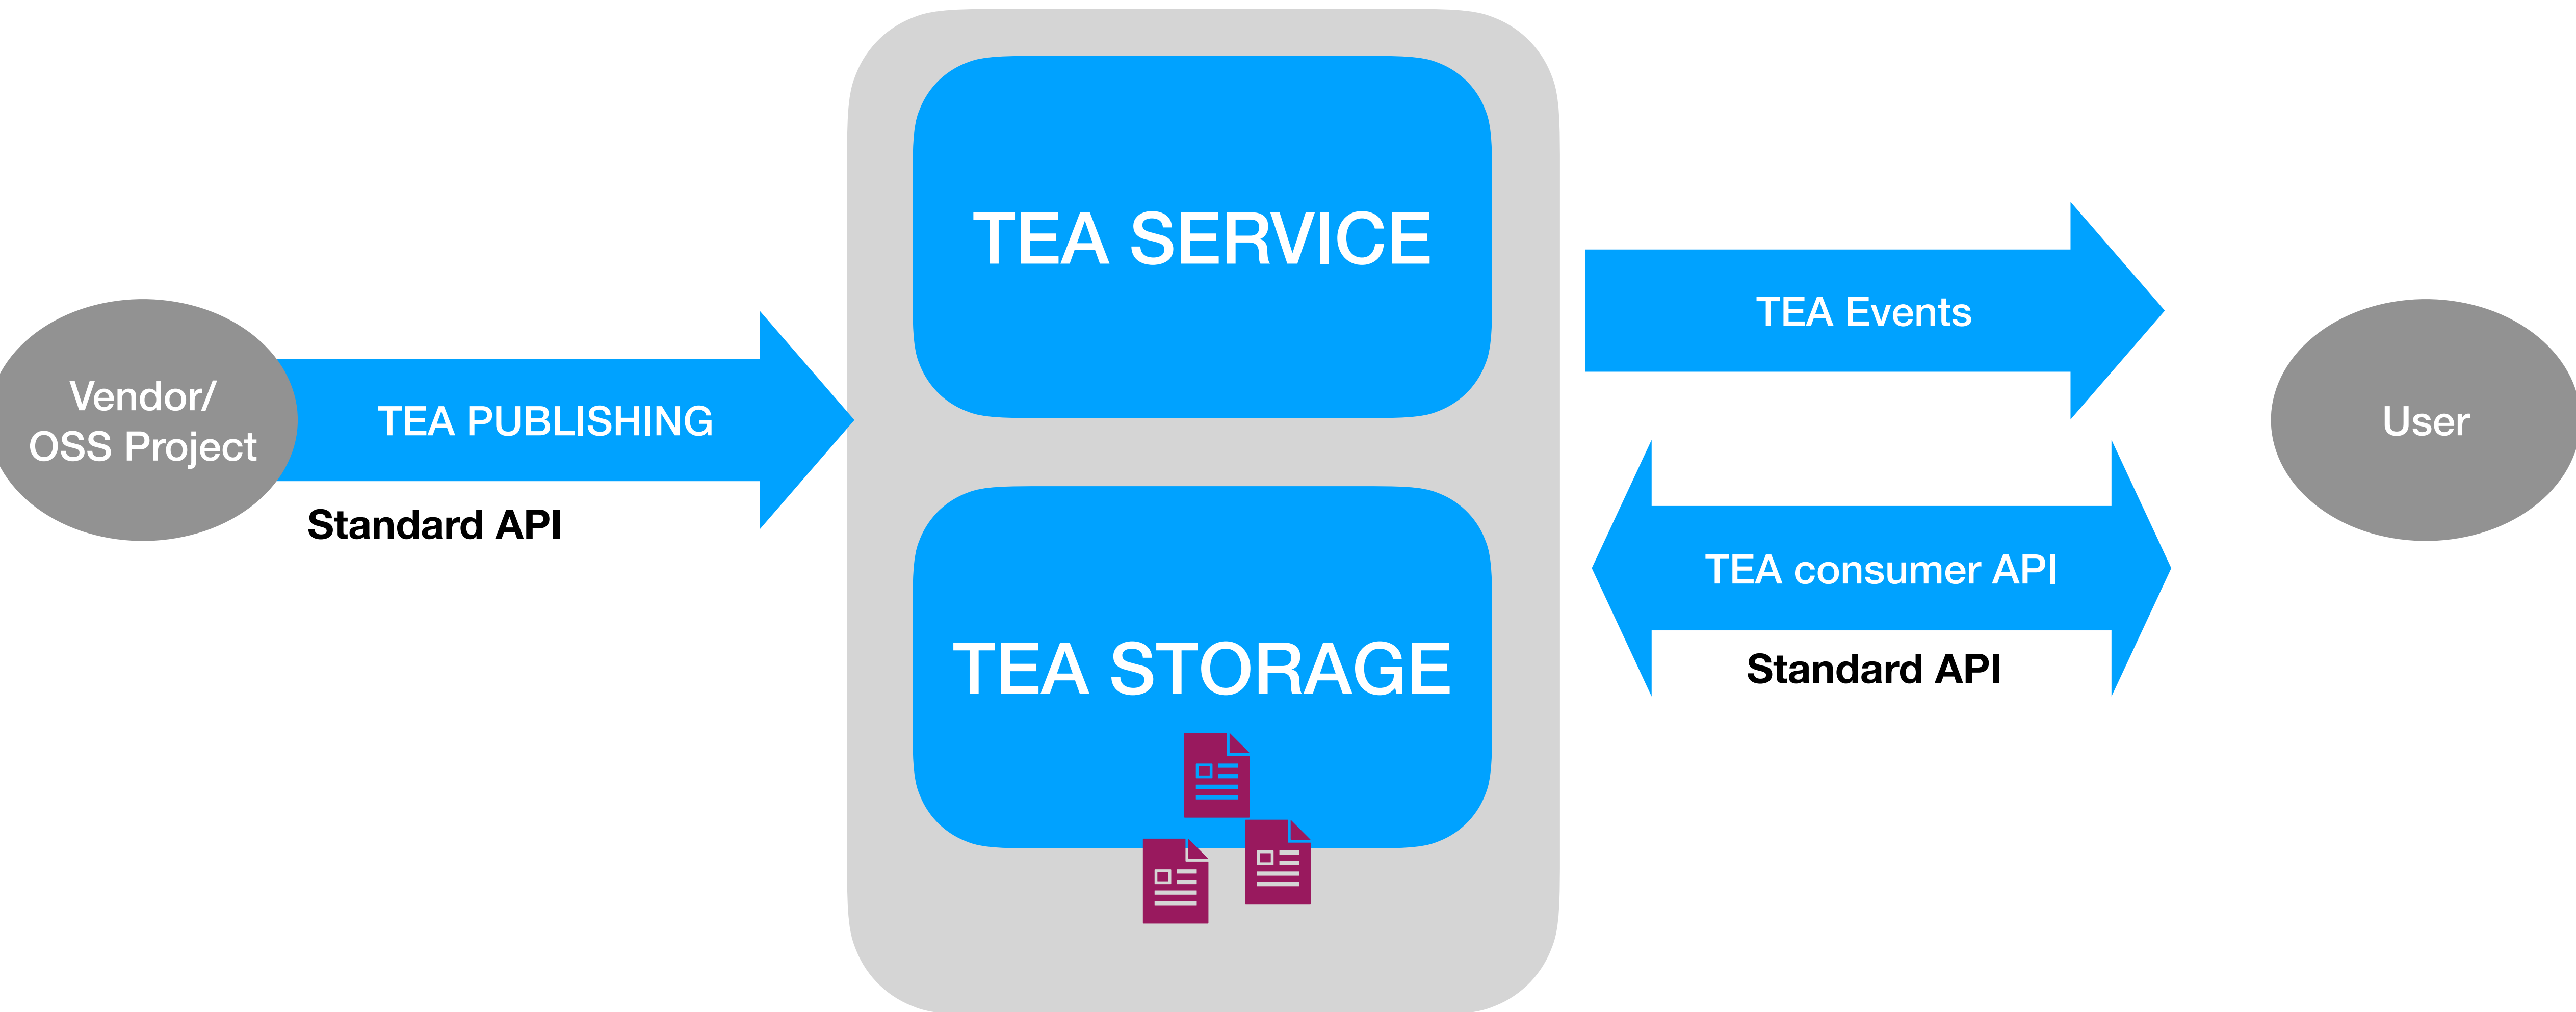 Vendor/
OSS Project
TEA PUBLISHING
Standard API
TEA SERVICE
TEA STORAGE
TEA Events
TEA consumer API
Standard API
User